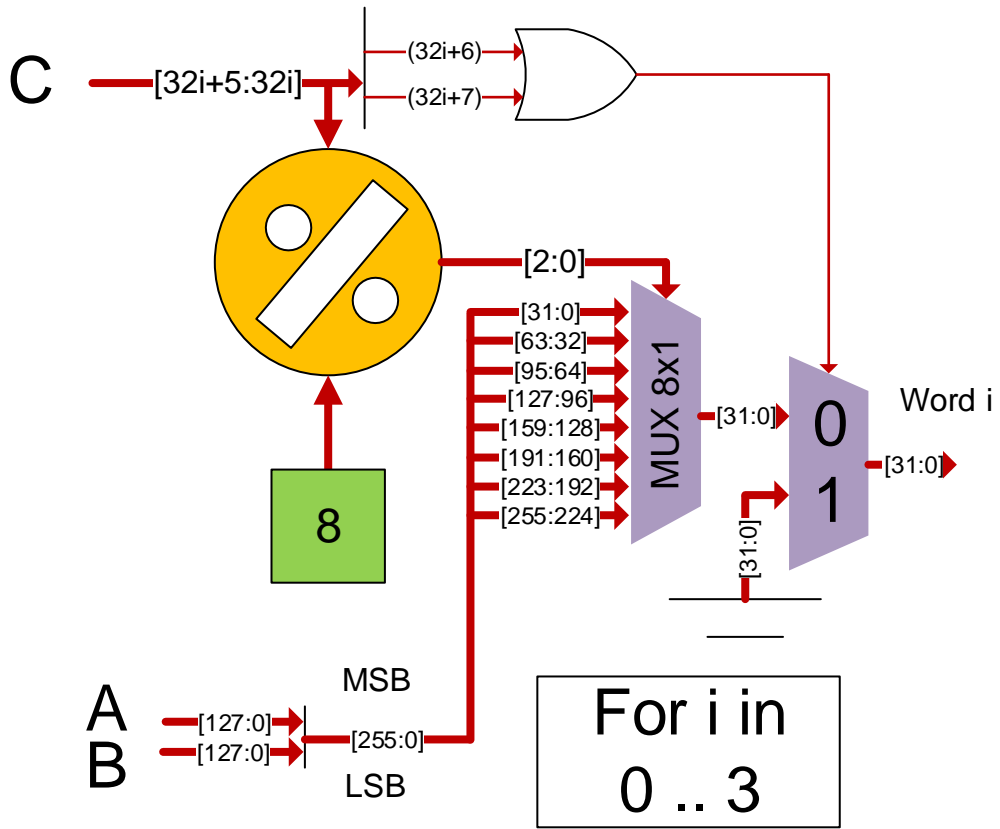 C
[32i+5:32i]
(32i+6)
(32i+7)
[2:0]
[31:0]
[63:32]
[95:64]
[127:96]
[159:128]
[191:160]
[223:192]
[255:224]
MUX 8x1
[31:0]
0
1
Word i
[31:0]
[31:0]
8
A
[127:0]
B
[127:0]
MSB
[255:0]
LSB
For i in
0 .. 3